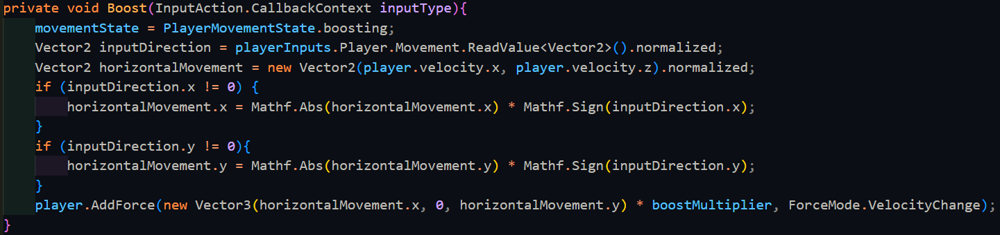 private void Boost(InputAction.CallbackContext inputType){
    movementState = PlayerMovementState.boosting;
    Vector2 inputDirection = playerInputs.Player.Movement.ReadValue<Vector2>().normalized;
    Vector2 horizontalMovement = new Vector2(player.velocity.x, player.velocity.z).normalized;
    if (inputDirection.x != 0) {
        horizontalMovement.x = Mathf.Abs(horizontalMovement.x) * Mathf.Sign(inputDirection.x);
    }
    if (inputDirection.y != 0){
        horizontalMovement.y = Mathf.Abs(horizontalMovement.y) * Mathf.Sign(inputDirection.y);
    }
    player.AddForce(new Vector3(horizontalMovement.x, 0, horizontalMovement.y) * boostMultiplier, ForceMode.VelocityChange);
}